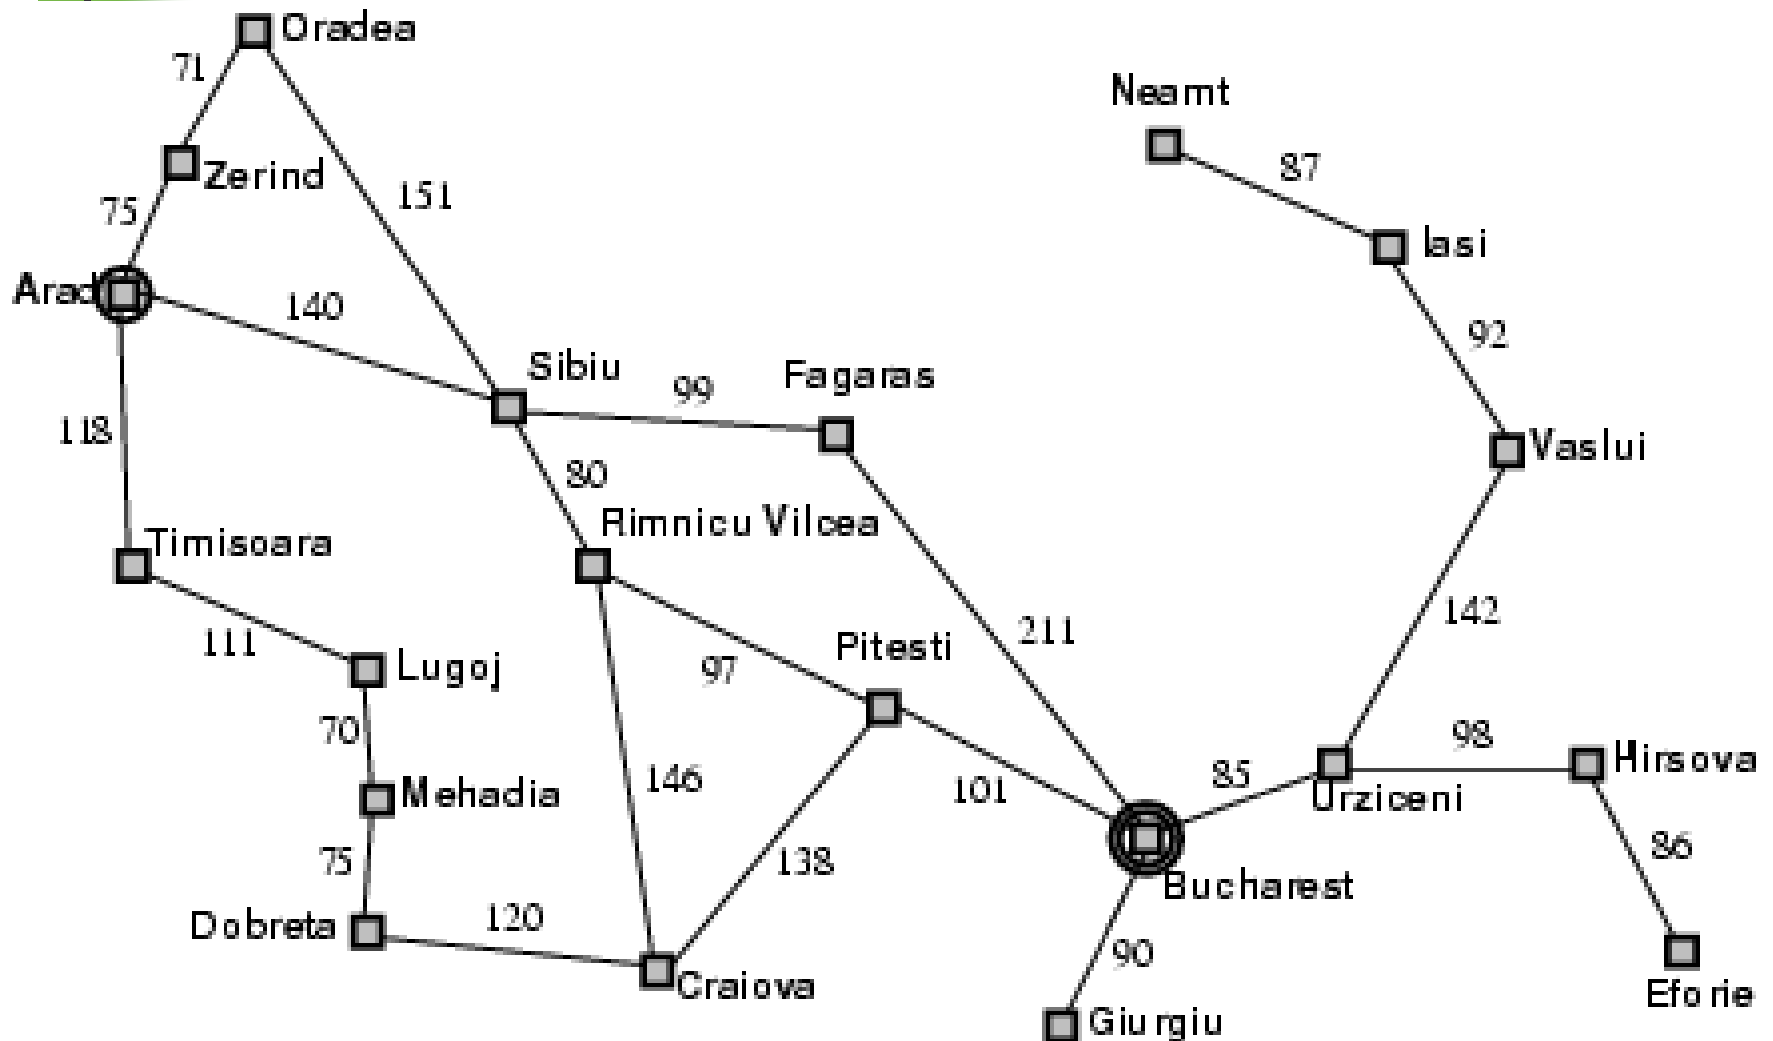 Oradea
71
Neamt
Zerind
87
151
75
Iasi
Arad
140
92
Sibiu
Fagaras
99
118
Vaslui
80
Rimnicu Vilcea
Timisoara
142
211
111
Pitesti
Lugoj
97
70
98
Hirsova
146
85
101
Mehadia
Urziceni
86
75
138
Bucharest
120
Dobreta
90
Craiova
Eforie
Giurgiu